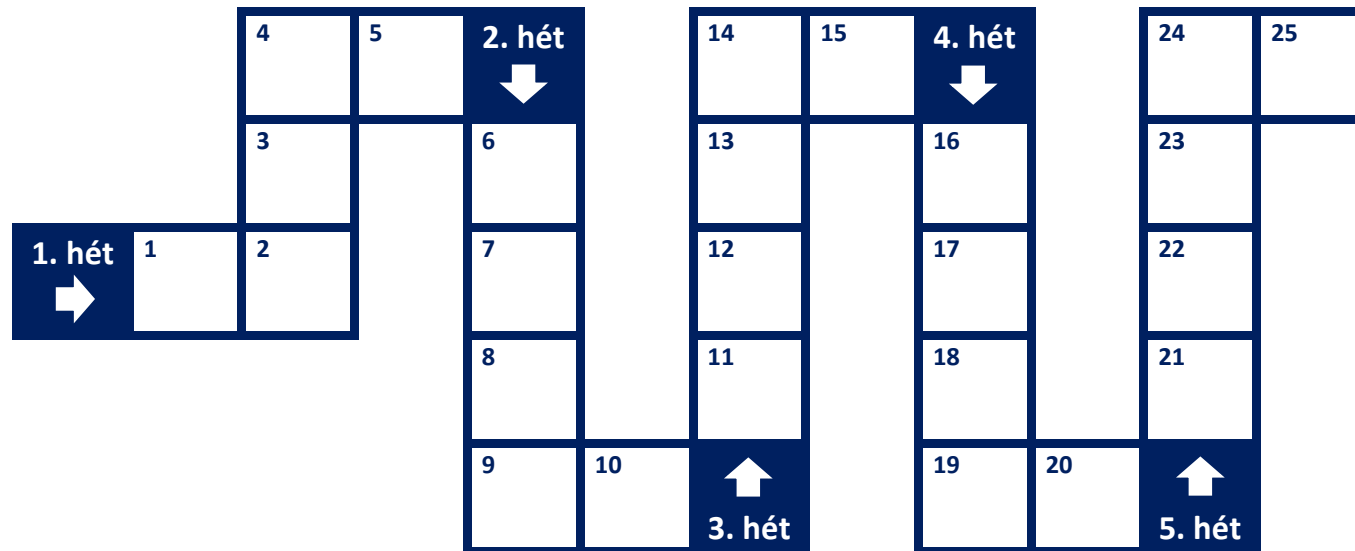 4 5 2. hét 14 15 4. hét 24 25
3 6 13 16 23
1. hét 1 2 7 12 17 22
8 11 18 21
9 10 3. hét 19 20 5. hét